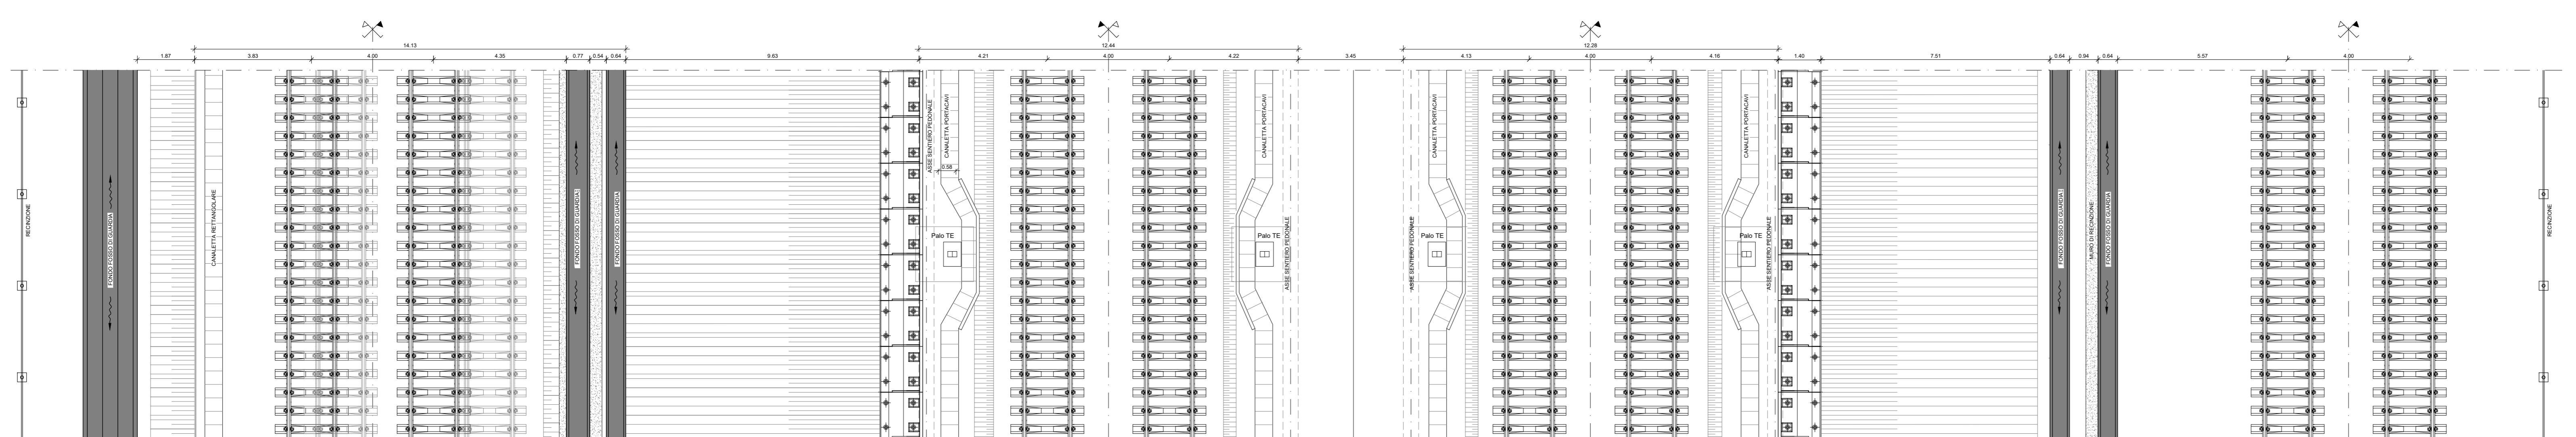 14.13
12.44
12.28
1.87
3.83
4.00
4.35
0.77
0.54
0.64
9.63
4.21
4.00
4.22
3.45
4.13
4.00
4.16
1.40
7.51
0.64
0.94
0.64
5.57
4.00
RECINZIONE
FONDO FOSSO DI GUARDIA
CANALETTA RETTANGOLARE
FONDO FOSSO DI GUARDIA
FONDO FOSSO DI GUARDIA
ASSE SENTIERO PEDONALE
CANALETTA PORTACAVI
0.58
Palo TE
CANALETTA PORTACAVI
Palo TE
ASSE SENTIERO PEDONALE
ASSE SENTIERO PEDONALE
CANALETTA PORTACAVI
Palo TE
CANALETTA PORTACAVI
Palo TE
ASSE SENTIERO PEDONALE
FONDO FOSSO DI GUARDIA
MURO DI RECINZIONE
FONDO FOSSO DI GUARDIA
RECINZIONE